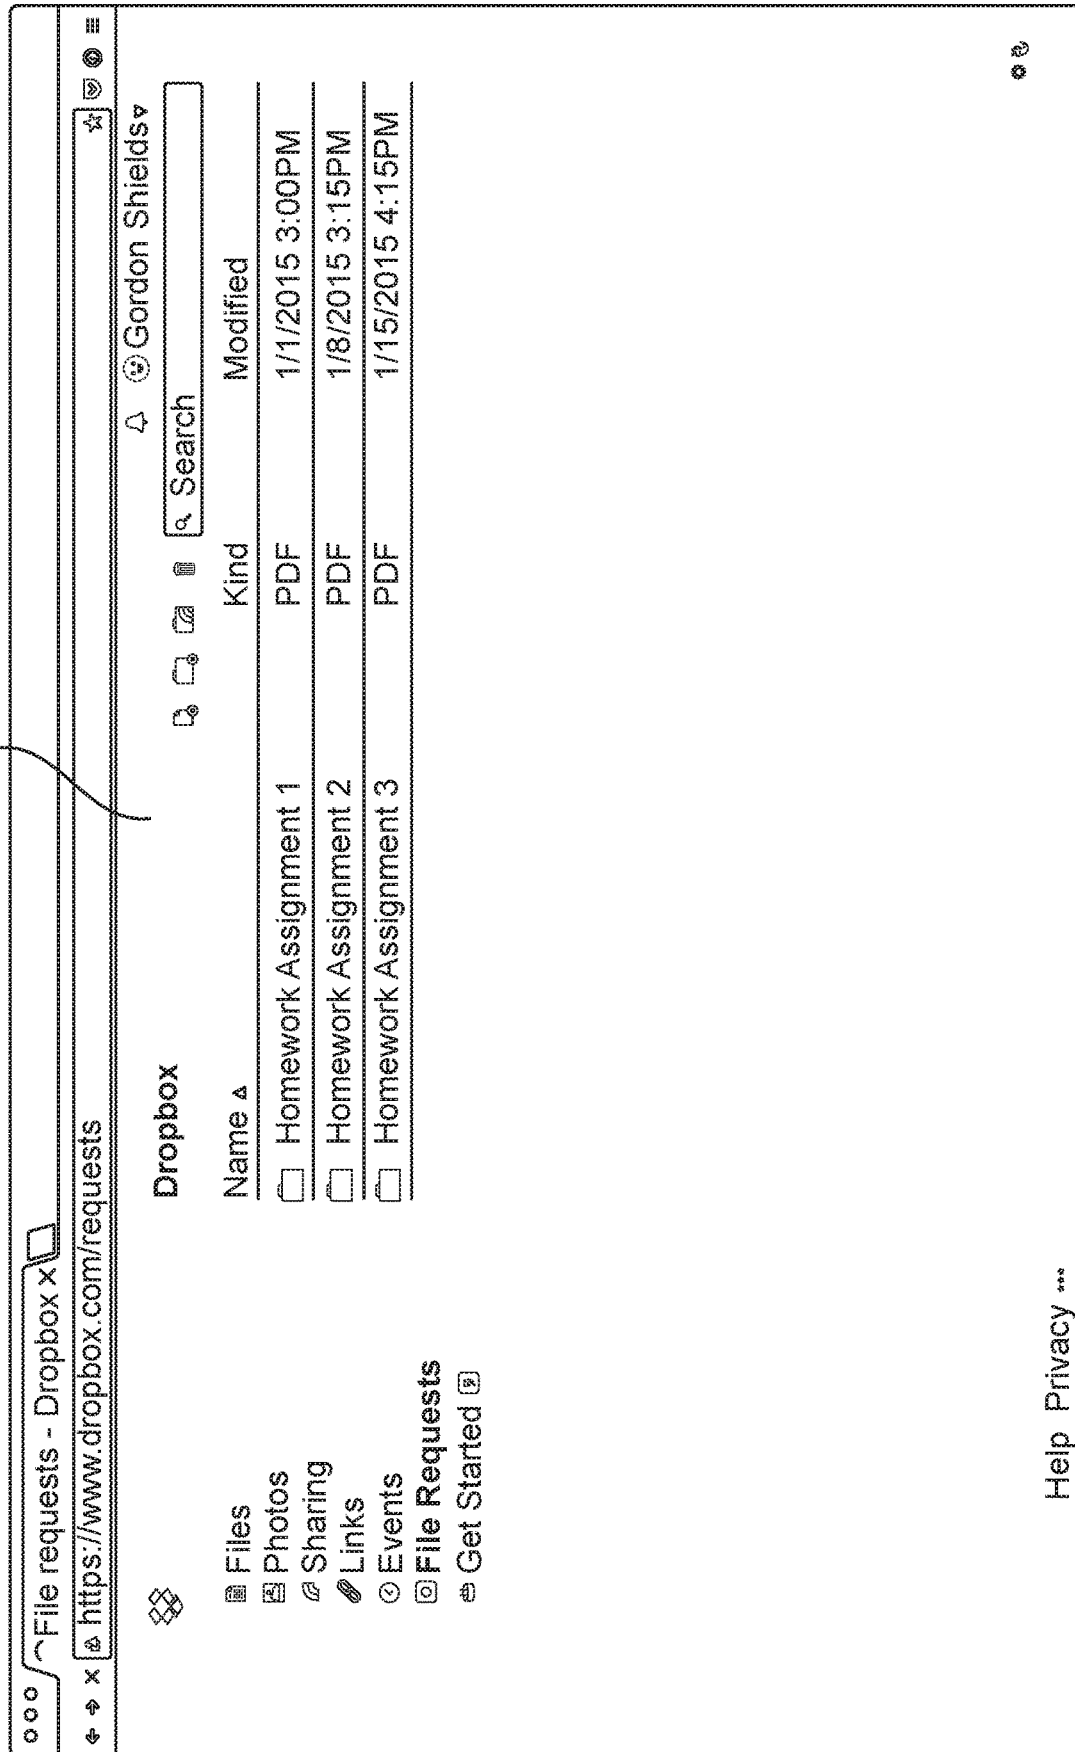 File requests - Dropbox X
https://www.dropbox.com/requests
Gordon Shields
Dropbox
Search
Name Kind Modified
Homework Assignment 1 PDF 1/1/2015 3:00PM
Homework Assignment 2 PDF 1/8/2015 3:15PM
Homework Assignment 3 PDF 1/15/2015 4:15PM
Files
Photos
Sharing
Links
Events
File Requests
Get Started
Help Privacy